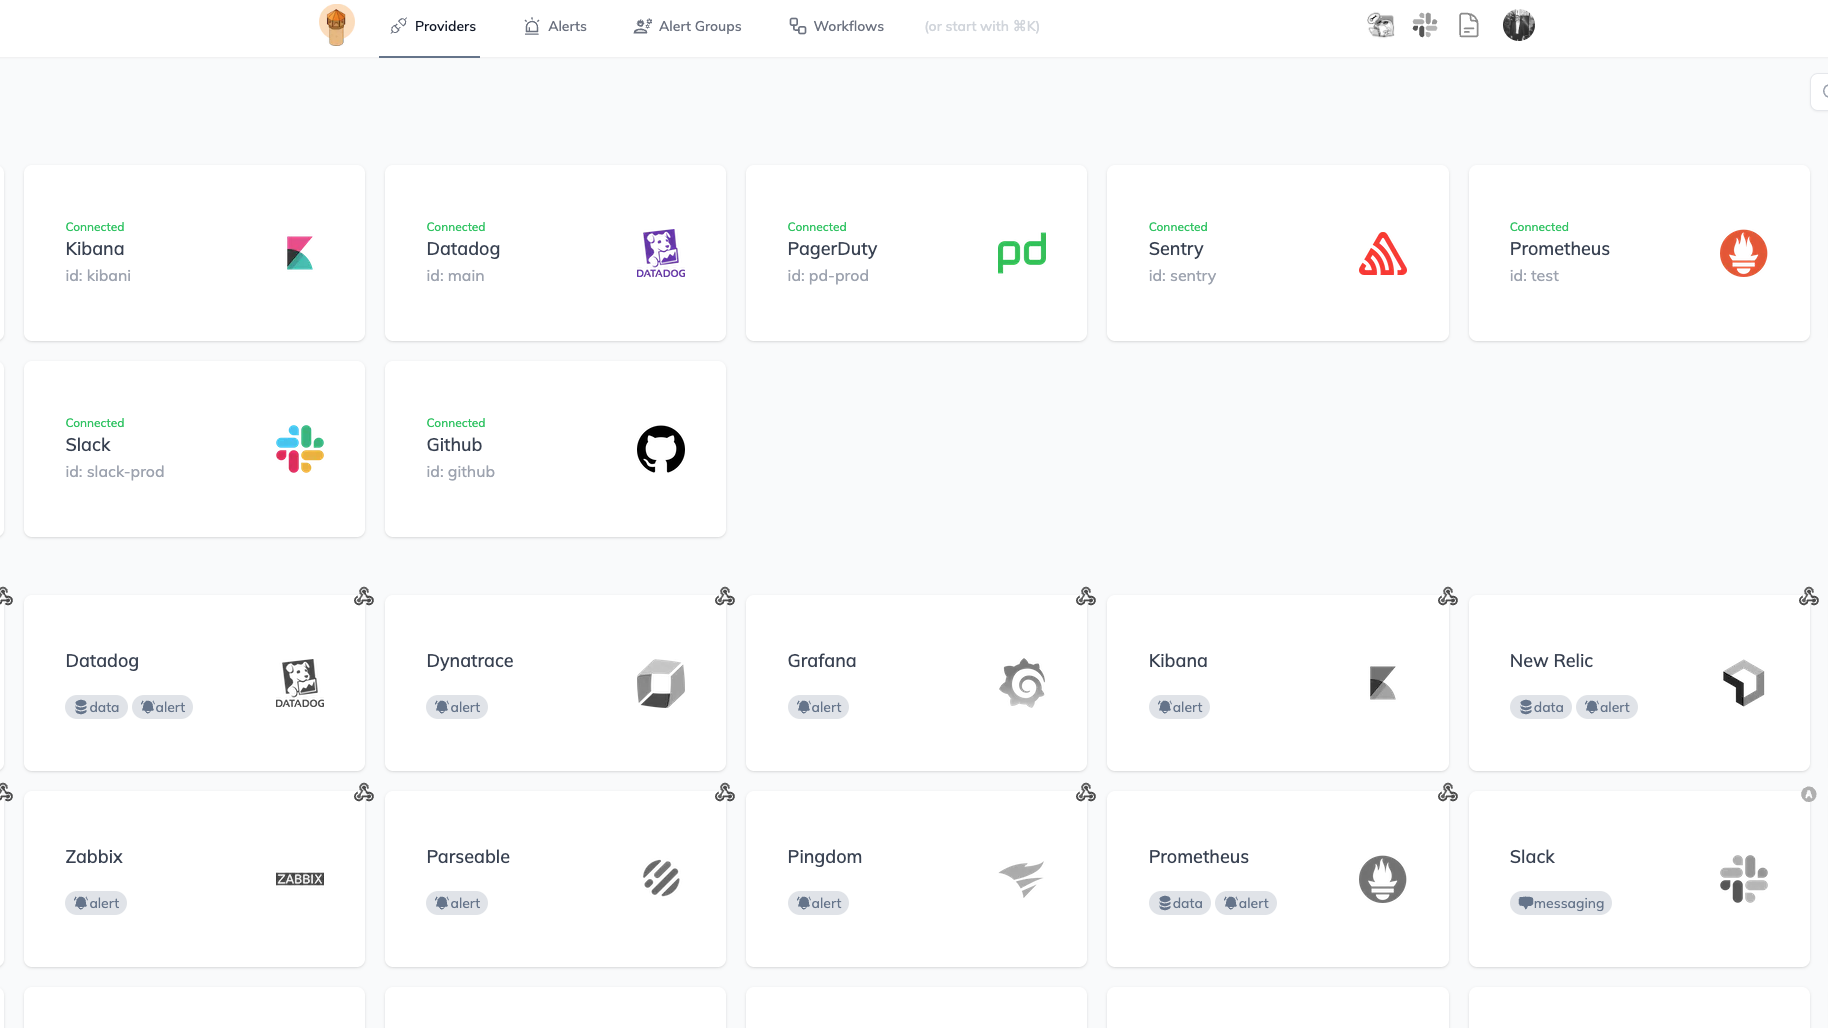 Providers
Alerts
Alert Groups
Workflows
(or start with ⌘K)
Connected
Kibana
id: kibani
Connected
Datadog
id: main
DATADOG
Connected
PagerDuty
id: pd-prod
pd
Connected
Sentry
id: sentry
Connected
Prometheus
id: test
Connected
Slack
id: slack-prod
Connected
Github
id: github
Datadog
data alert
DATADOG
Dynatrace
alert
Grafana
alert
Kibana
alert
New Relic
data alert
Zabbix
alert
ZABBIX
Parseable
alert
Pingdom
alert
Prometheus
data alert
A
Slack
messaging